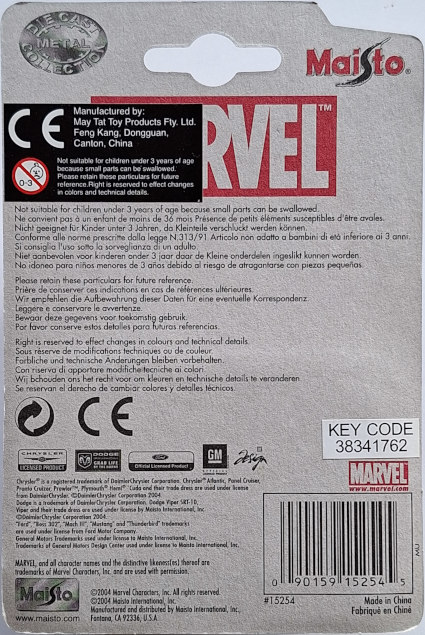 DIE CAST
METAL
COLLECTION
Maisto®
CE
Manufactured by:
May Tat Toy Products Fty. Ltd.
Feng Kang, Dongguan,
Canton, China
0-3
Not suitable for children under 3 years of age
because small parts can be swallowed.
Please retain these particulars for future
reference.Right is reserved to effect changes
in colors and technical details.
RVEL™
Not suitable for children under 3 years of age because small parts can be swallowed.
Ne convient pas à un enfant de moins de 36 mois Présence de petits éléments susceptibles d'être avales.
Nicht geeignet für Kinder unter 3 Jahren, da Kleinteile verschluckt werden können.
Conforme alle norme prescritte dalla legge N.313/91 Articolo non adatto a bambini di età inferiore ai 3 anni.
Si consiglia l'uso sotto la sorveglianza di un adulto
Niet aanbevolen voor kinderen onder 3 jaar daar de Kleine onderdelen ingeslikt kunnen worden.
No idoneo para niños menores de 3 años debido al riesgo de atragantarse con piezas pequeñas.
Please retain these particulars for future reference.
Prière de conserver ces indications en cas de références ultérieures.
Wir empfehlen die Aufbewahrung dieser Daten für eine eventuelle Korrespondenz
Leggere e conservare le avvertenze.
Bewaar deze gegevens voor toekomstig gebruik.
Por favor conserve estos detalles para futuras referencias.
Right is reserved to effect changes in colours and technical details.
Sous réserve de modifications techniques ou de couleur.
Farbliche und technische Änderungen bleiben vorbehalten.
Con riserva di apportare modifiche tecniche ai colori.
Wij behouden ons het recht voor om kleuren en technische details te veranderen.
Se reservan el derecho de cambiar colores y detalles técnicos.
CE
KEY CODE
38341762
CHRYSLER
LICENSED PRODUCT
DODGE
GRAB LIFE
BY THE HORNS
Ford
Official Licensed Product
GM
Design
MARVEL
www.marvel.com
Chrysler® is a registered trademark of DaimlerChrysler Corporation. Chrysler® Atlantic, Panel Cruiser,
Pronto Cruizer, Prowler™, Plymouth® Hemi® 'Cuda and their trade dress are used under license
from DaimlerChrysler. ©DaimlerChrysler Corporation 2004.
Dodge is a trademark of DaimlerChrysler Corporation. Dodge Viper SRT-10.
Viper and their trade dress are used under license by Maisto International, Inc.
©DaimlerChrysler Corporation 2004.
"Ford", "Boss 302", "Mach III", "Mustang" and "Thunderbird" trademarks
are used under license from Ford Motor Company.
General Motors Trademarks used under license to Maisto International, Inc.
Trademarks of General Motors Design Center used under license to Maisto International, Inc.
MARVEL, and all character names and the distinctive likeness(es) thereof are
trademarks of Marvel Characters, Inc. and are used with permission.
Maisto
©2004 Marvel Characters, Inc. All rights reserved.
©2004 Maisto International, Inc.
Manufactured and distributed by Maisto International, Inc.
Fontana, CA 92336, U.S.A.
0 90159 15254 5
#15254
Made in China
Fabriqué en Chine